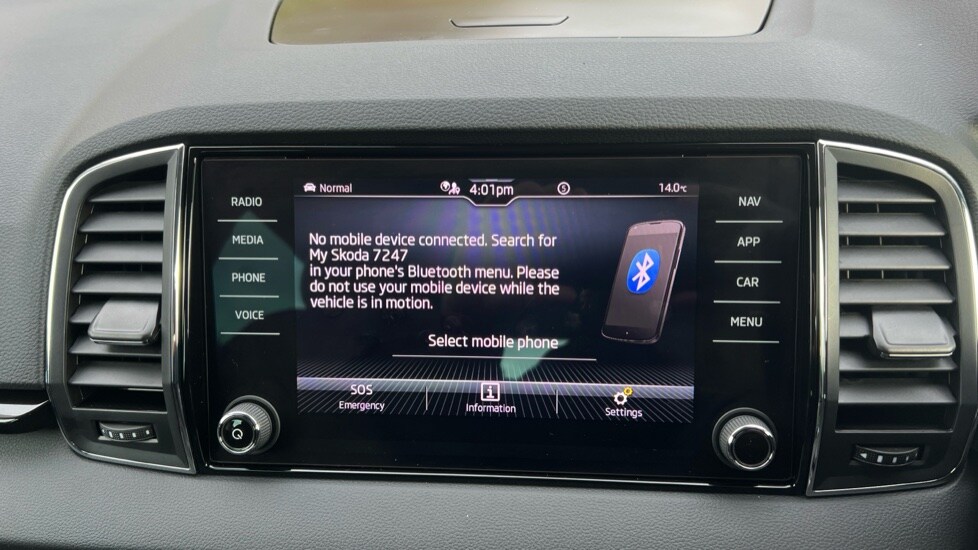 Normal 4:01pm S 14.0°C
RADIO
MEDIA
PHONE
VOICE
No mobile device connected. Search for
My Skoda 7247
in your phone's Bluetooth menu. Please
do not use your mobile device while the
vehicle is in motion.
Select mobile phone
SOS
Emergency
i
Information
Settings
NAV
APP
CAR
MENU